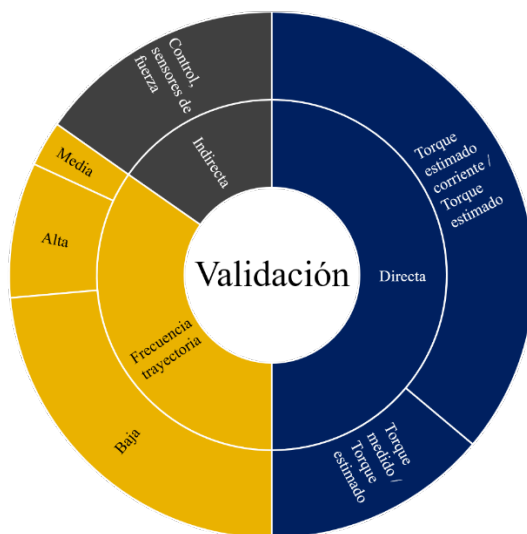 Control,
sensores de
fuerza
Indirecta
Media
Alta
Frecuencia
trayectoria
Baja
Validación
Directa
Torque
estimado
corriente /
Torque
estimado
Torque
medido /
Torque
estimado